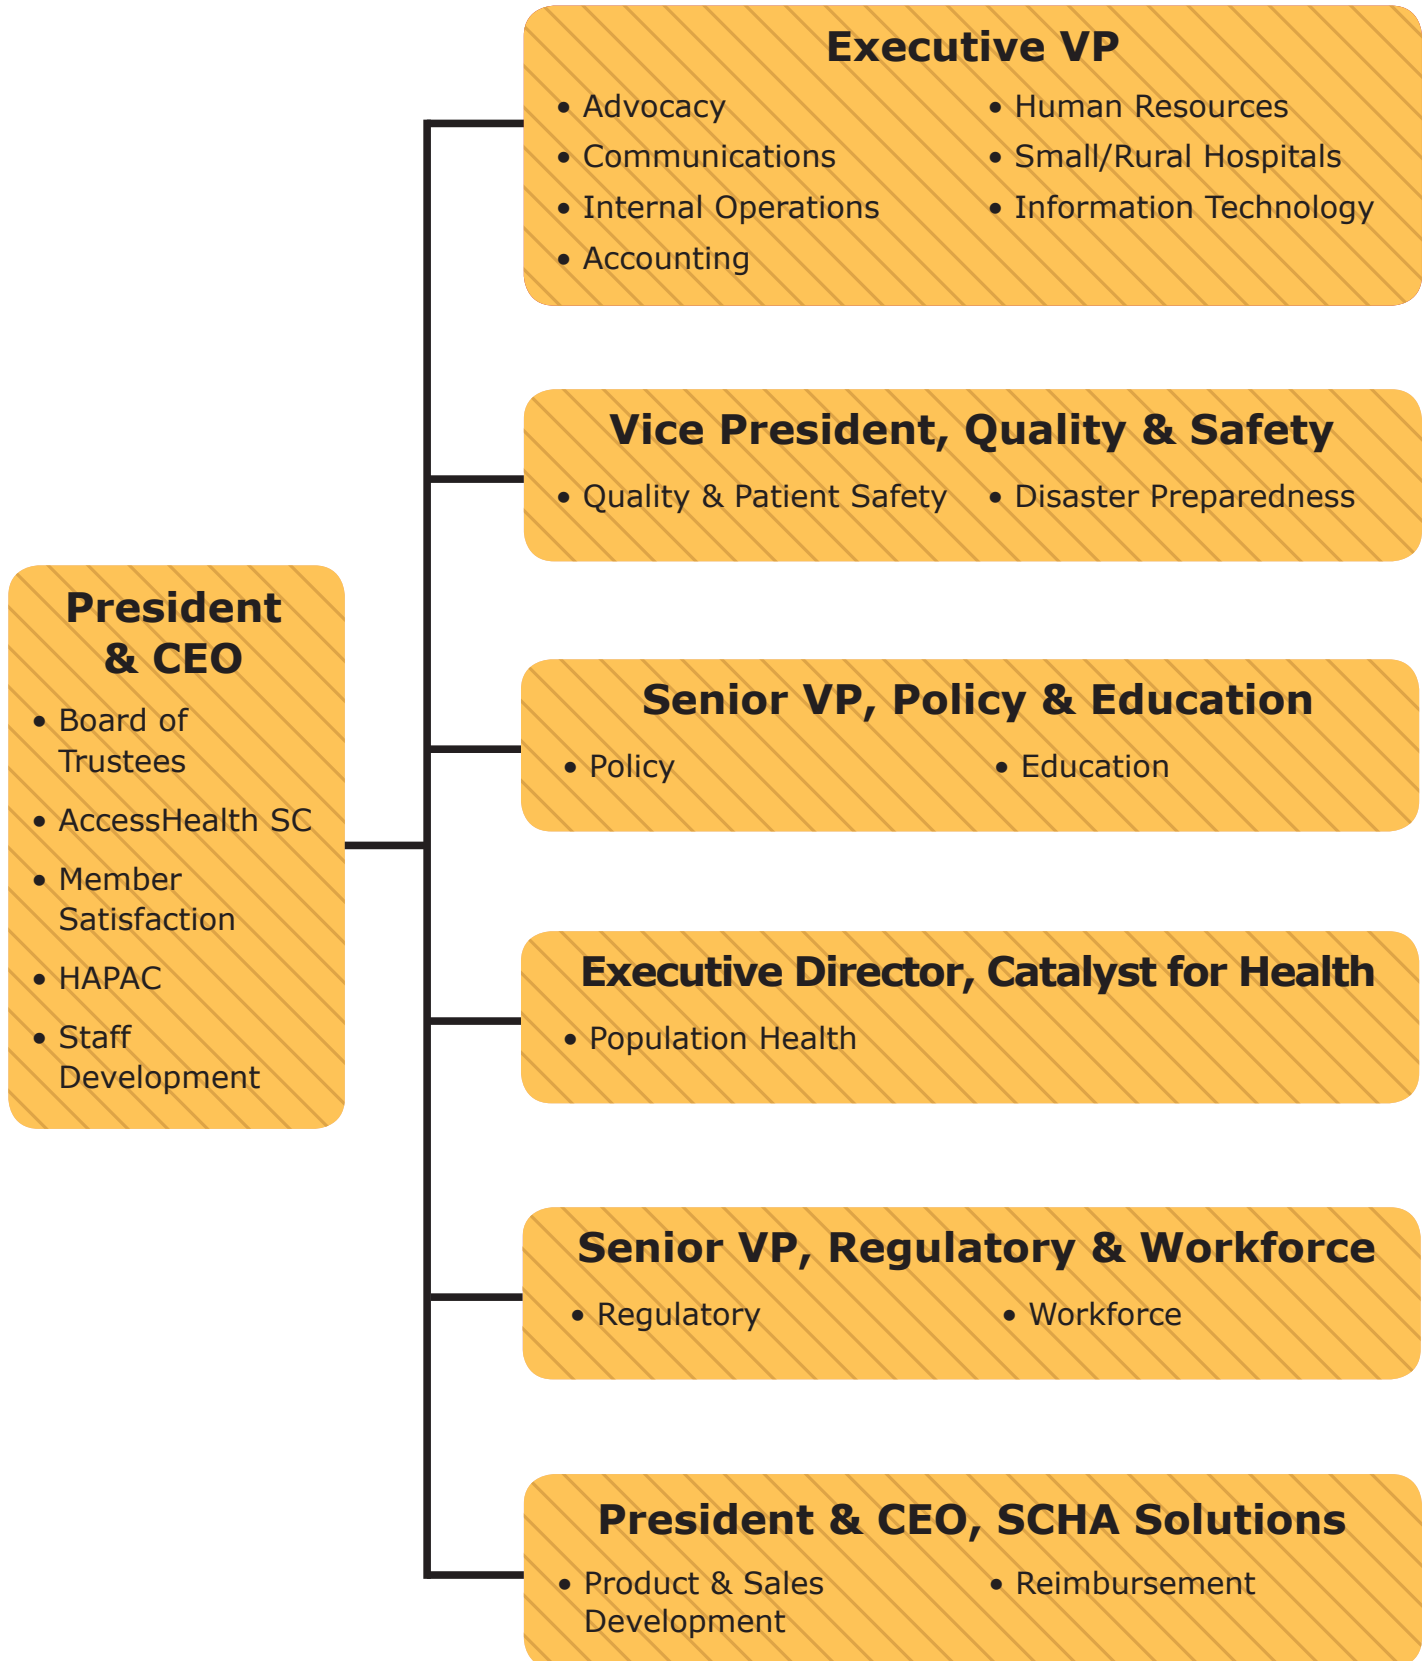 Executive VP
• Advocacy
• Communications
• Internal Operations
• Accounting
• Human Resources
• Small/Rural Hospitals
• Information Technology
Vice President, Quality & Safety
• Quality & Patient Safety
• Disaster Preparedness
President
& CEO
• Board of
Trustees
• AccessHealth SC
• Member
Satisfaction
• HAPAC
• Staff
Development
Senior VP, Policy & Education
• Policy
• Education
Executive Director, Catalyst for Health
• Population Health
Senior VP, Regulatory & Workforce
• Regulatory
• Workforce
President & CEO, SCHA Solutions
• Product & Sales
Development
• Reimbursement